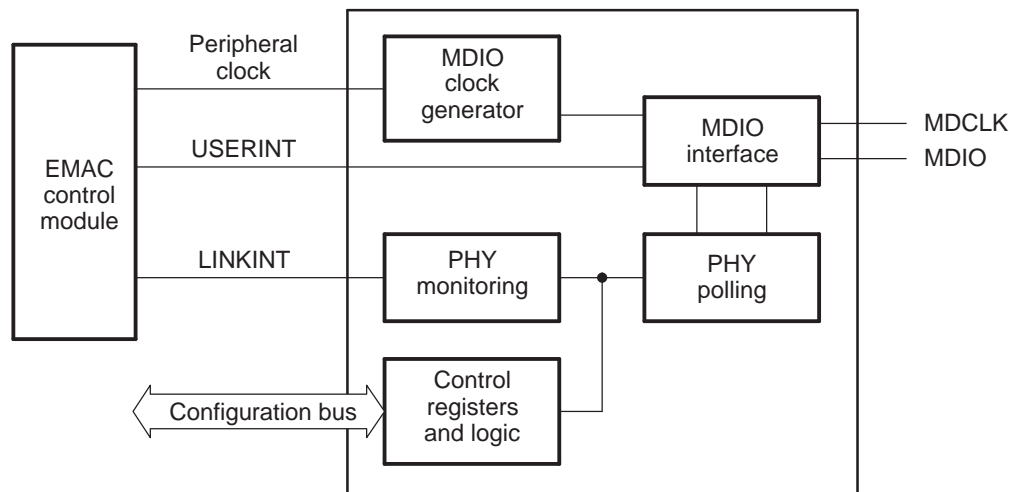 Peripheral
clock
MDIO
clock
generator
MDIO
interface
MDCLK
MDIO
USERINT
EMAC
control
module
LINKINT
PHY
monitoring
PHY
polling
Configuration bus
Control
registers
and logic